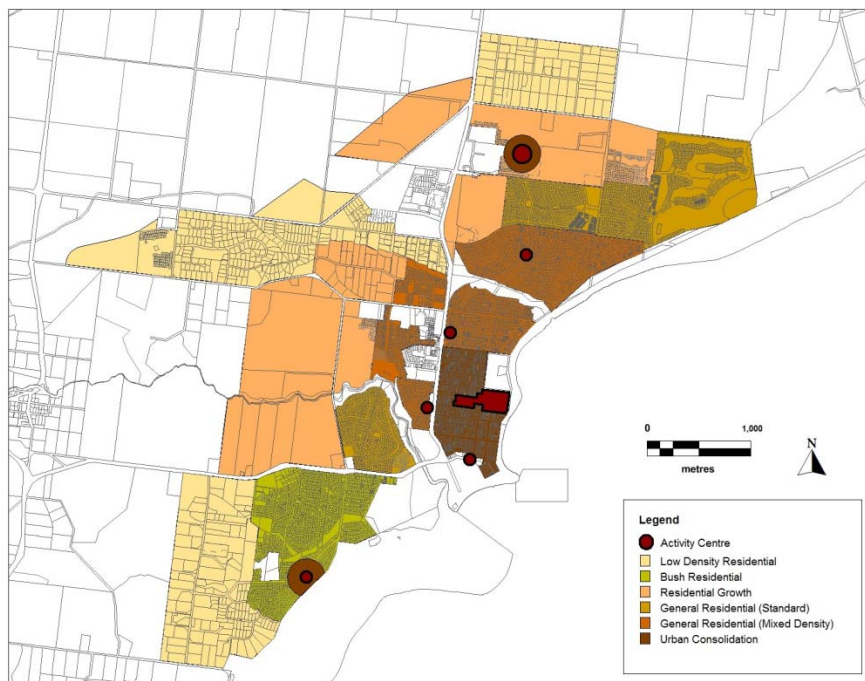 0 1,000
metres
N
Legend
Activity Centre
Low Density Residential
Bush Residential
Residential Growth
General Residential (Standard)
General Residential (Mixed Density)
Urban Consolidation